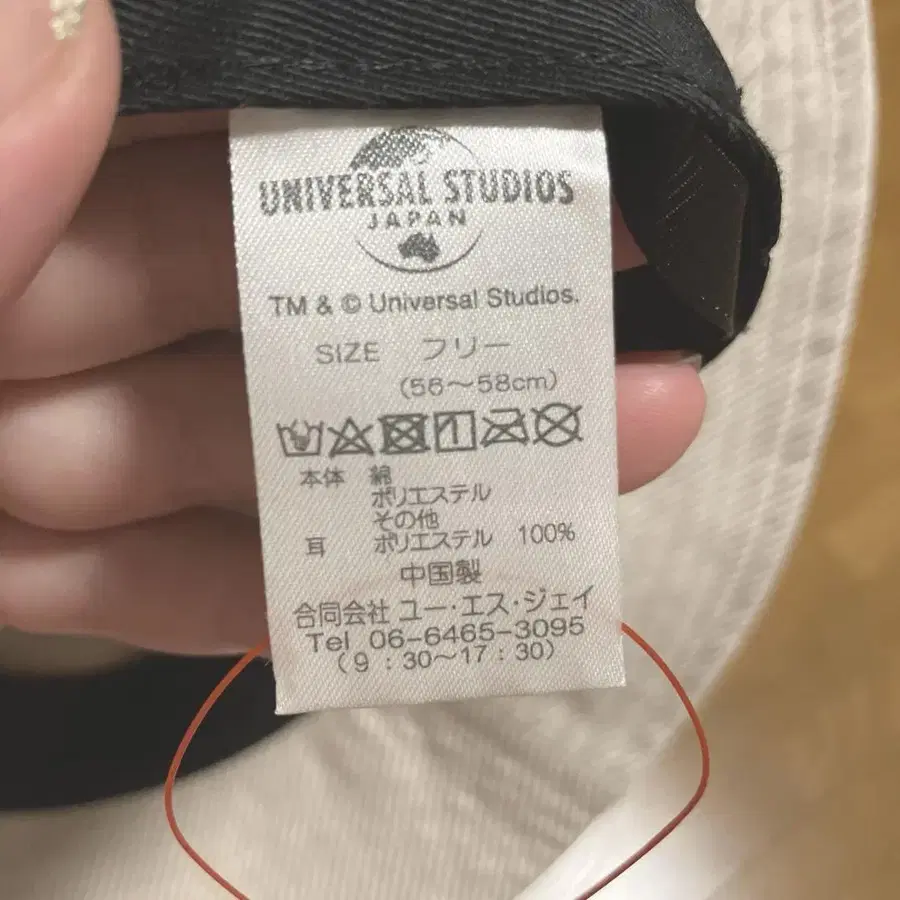 UNIVERSAL STUDIOS
JAPAN
TM & © Universal Studios.
SIZE フリー
(56～58cm)
本体 綿
ポリエステル
その他
耳 ポリエステル 100%
中国製
合同会社 ユー・エス・ジェイ
Tel 06-6465-3095
(9:30～17:30)